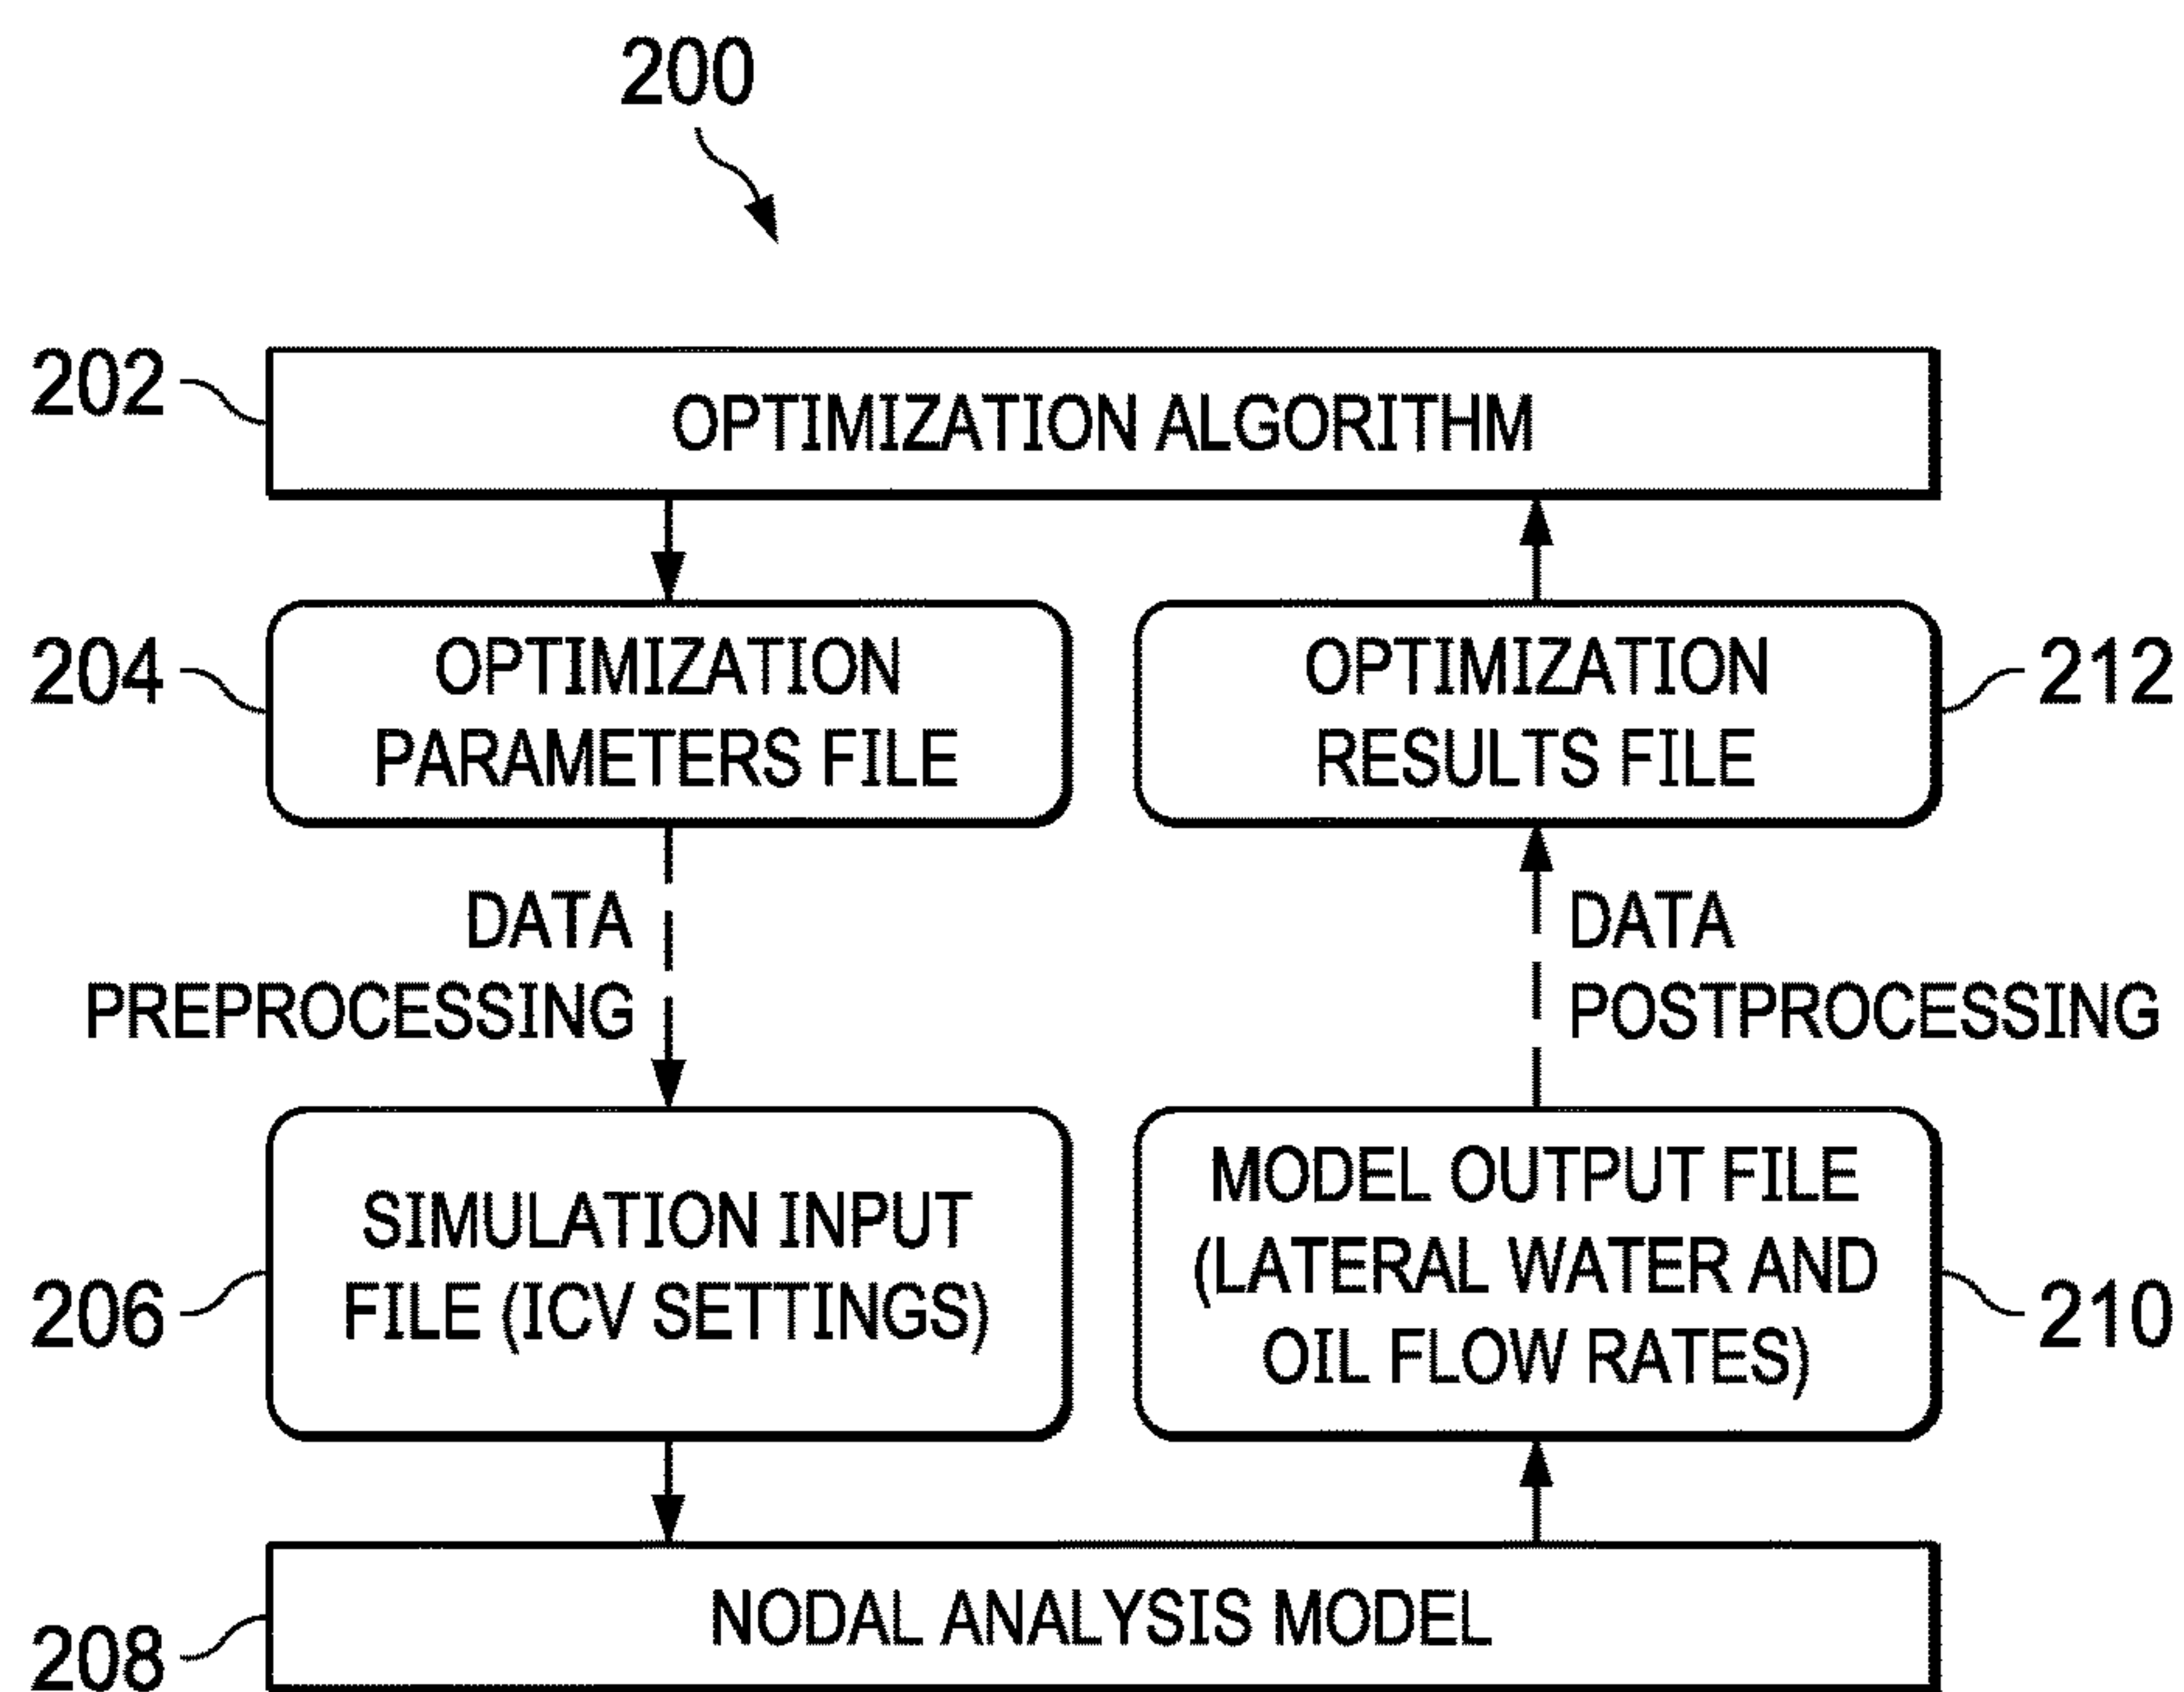 200
202
OPTIMIZATION ALGORITHM
204
OPTIMIZATION
PARAMETERS FILE
OPTIMIZATION
RESULTS FILE
212
DATA
PREPROCESSING
DATA
POSTPROCESSING
206
SIMULATION INPUT
FILE (ICV SETTINGS)
MODEL OUTPUT FILE
(LATERAL WATER AND
OIL FLOW RATES)
210
208
NODAL ANALYSIS MODEL